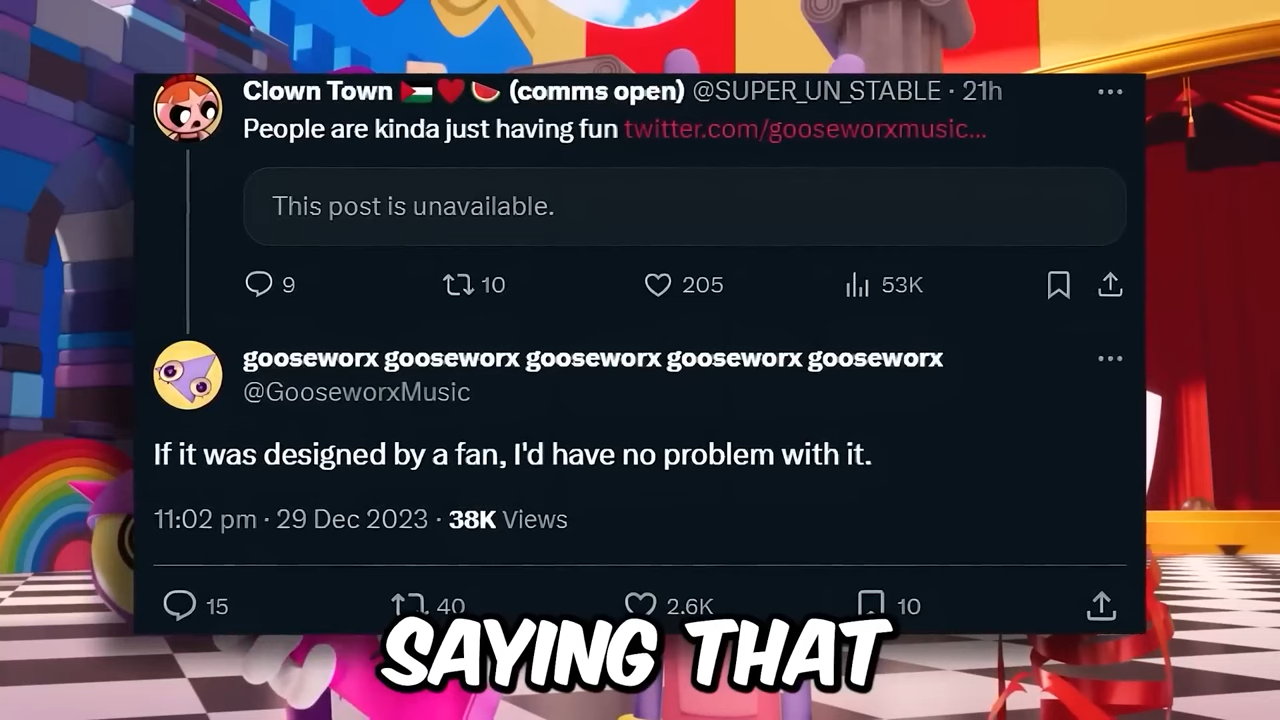 Clown Town 🇵🇸❤️🍉 (comms open) @SUPER_UN_STABLE · 21h
People are kinda just having fun twitter.com/gooseworxmusic...
This post is unavailable.
9 10 205 53K
gooseworx gooseworx gooseworx gooseworx gooseworx
@GooseworxMusic
If it was designed by a fan, I'd have no problem with it.
11:02 pm · 29 Dec 2023 · 38K Views
15 40 2.6K 10
SAYING THAT